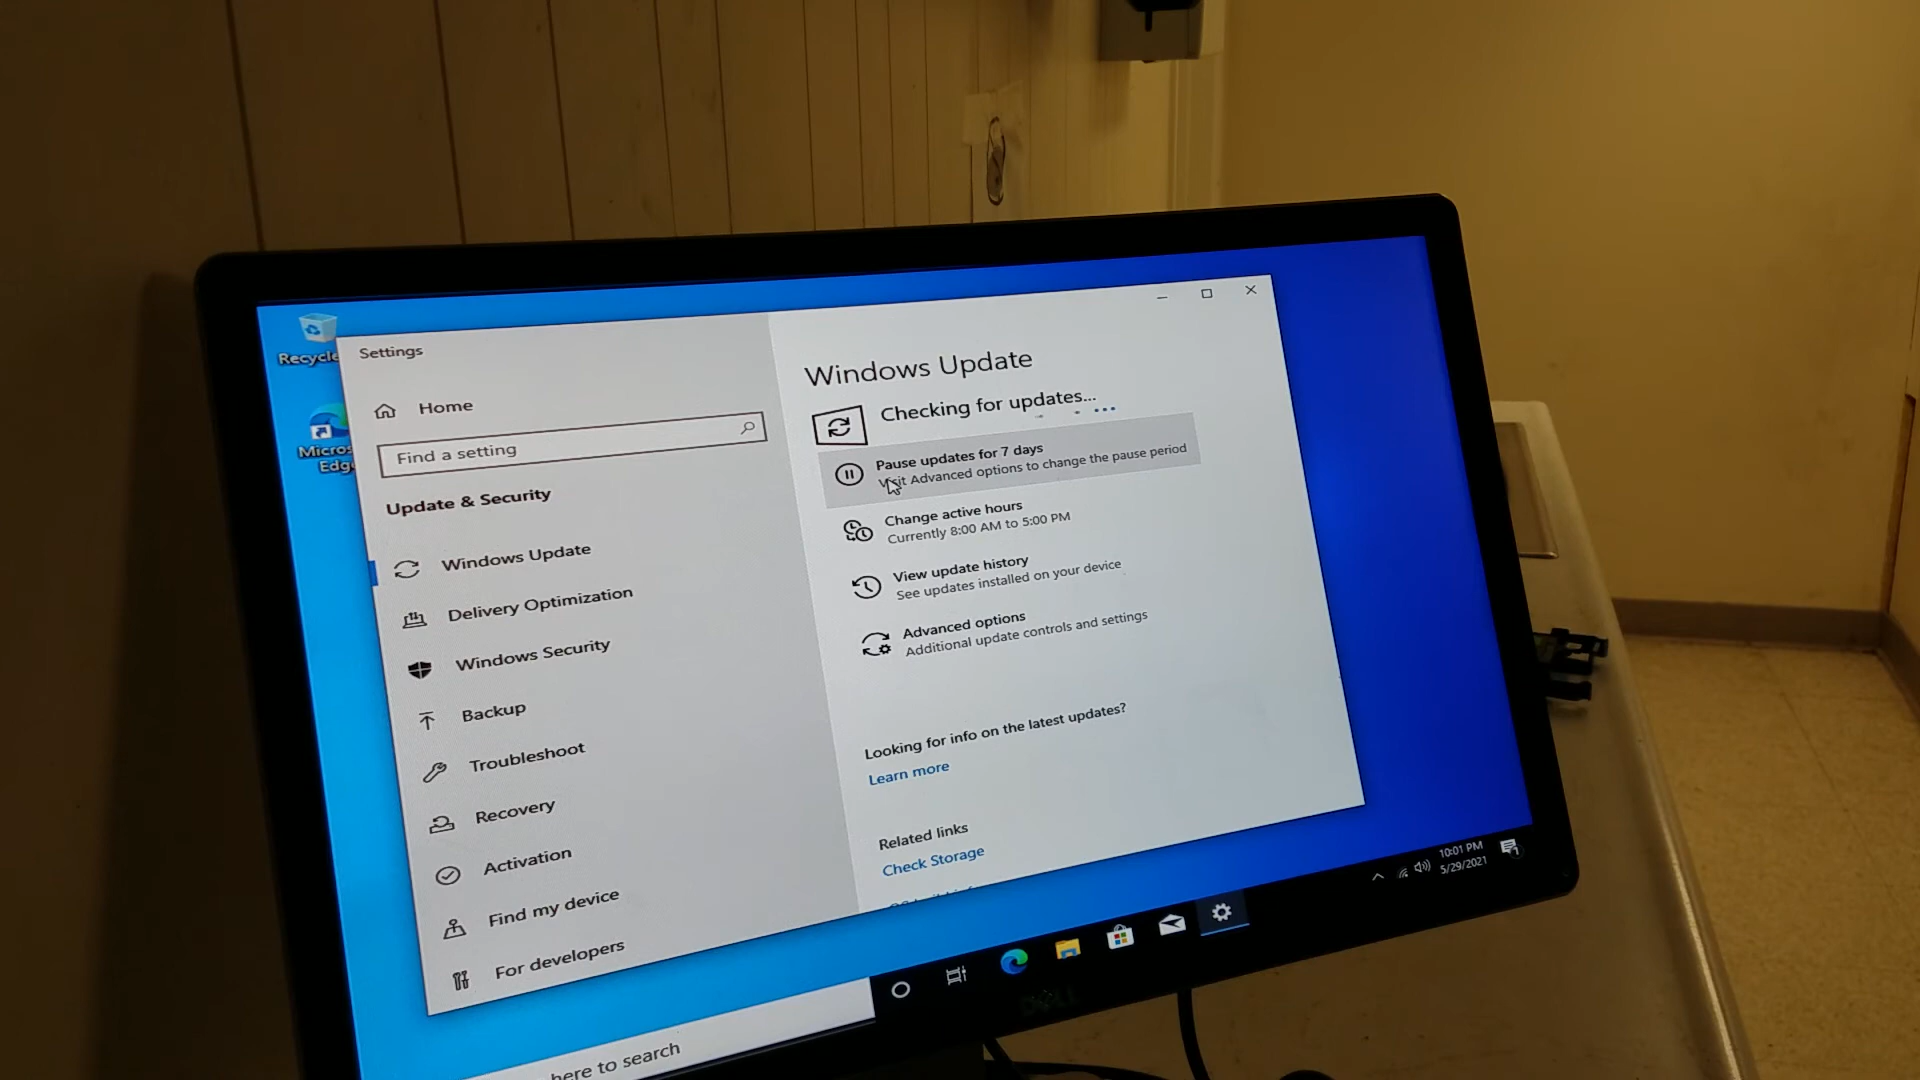 Recycle
Micros
Edge
Settings
Home
Find a setting
Update & Security
Windows Update
Delivery Optimization
Windows Security
Backup
Troubleshoot
Recovery
Activation
Find my device
For developers
Windows Update
Checking for updates...
Pause updates for 7 days
Visit Advanced options to change the pause period
Change active hours
Currently 8:00 AM to 5:00 PM
View update history
See updates installed on your device
Advanced options
Additional update controls and settings
Looking for info on the latest updates?
Learn more
Related links
Check Storage
here to search
10:01 PM
5/29/2021
1
DELL